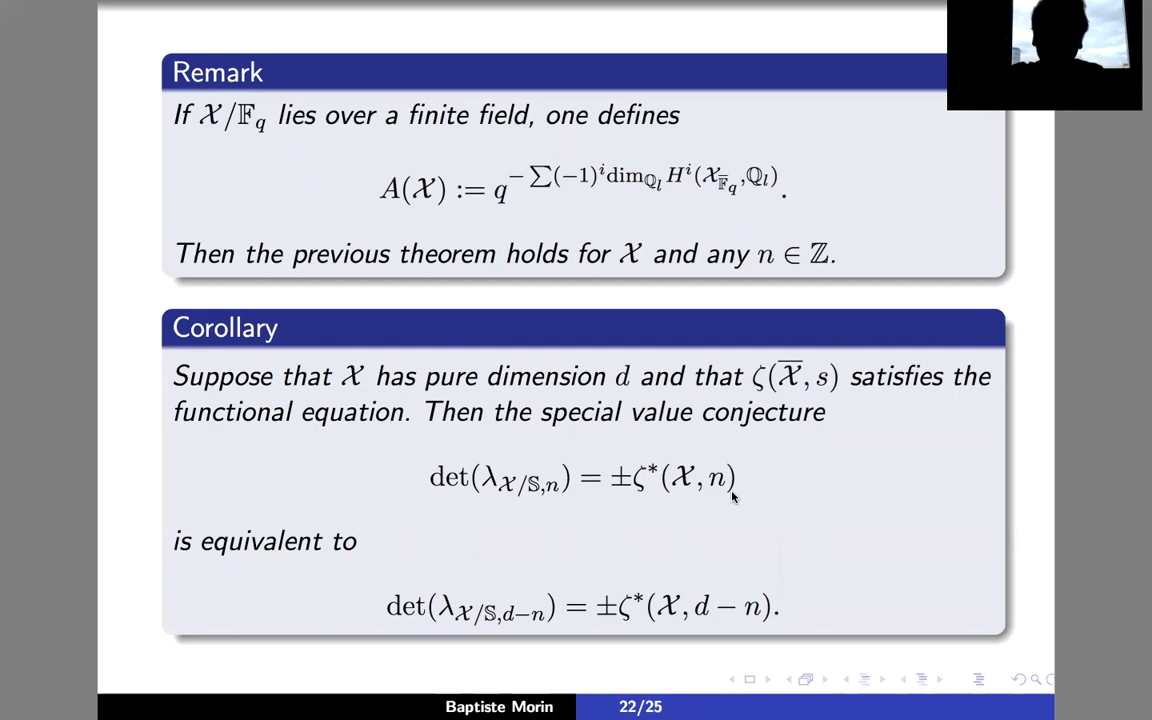 Remark
If 𝒳/𝔽_q lies over a finite field, one defines
A(𝒳) := q^{−∑(−1)^i dim_{ℚ_l} H^i(𝒳_{\overline{𝔽}_q}, ℚ_l)}.
Then the previous theorem holds for 𝒳 and any n ∈ ℤ.
Corollary
Suppose that 𝒳 has pure dimension d and that ζ(\overline{𝒳}, s) satisfies the
functional equation. Then the special value conjecture
det(λ_{𝒳/𝕊,n}) = ±ζ*(𝒳, n)
is equivalent to
det(λ_{𝒳/𝕊,d−n}) = ±ζ*(𝒳, d − n).
Baptiste Morin
22/25